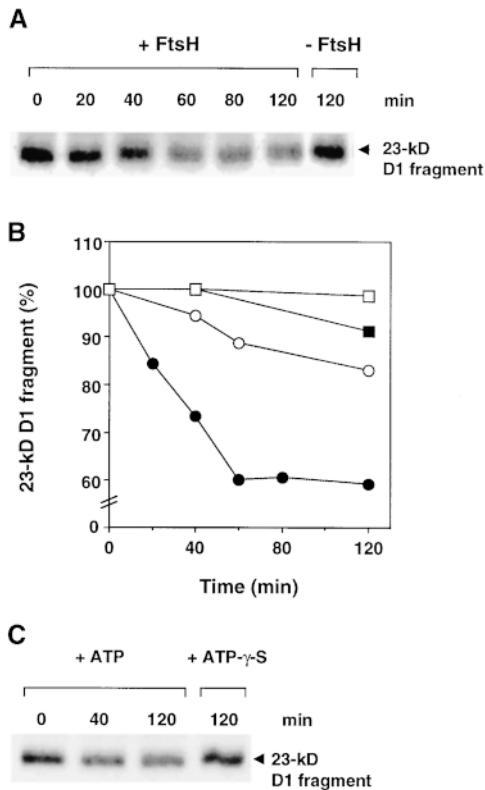 A
+ FtsH - FtsH
0 20 40 60 80 120 120 min
23-kD
D1 fragment
B
110
100
90
80
70
60
0
23-kD D1 fragment (%)
0 40 80 120
Time (min)
C
+ ATP + ATP-γ-S
0 40 120 120 min
23-kD
D1 fragment